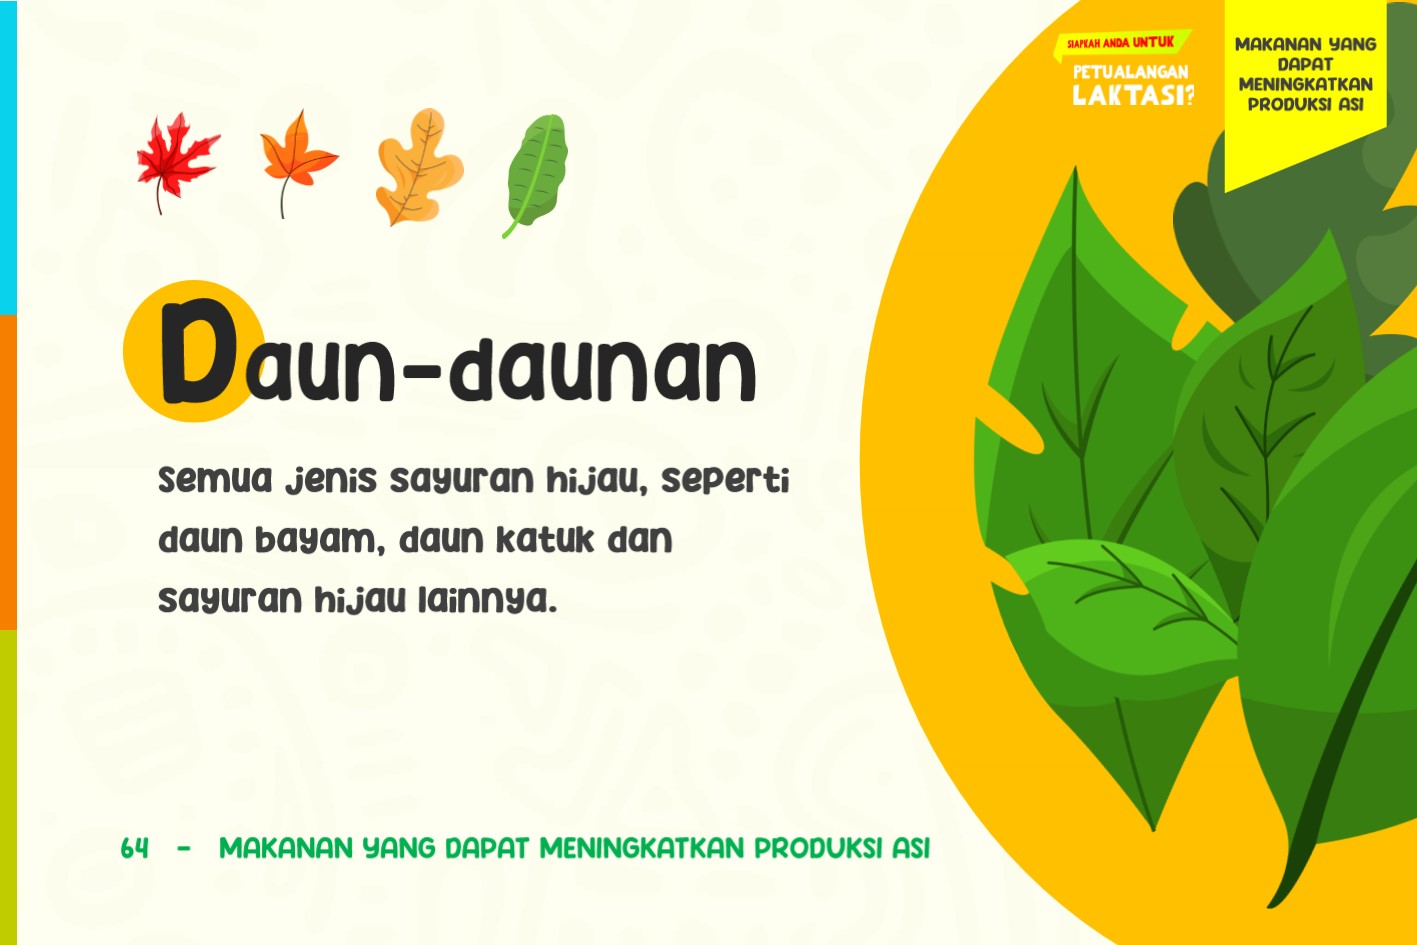 SIAPKAH ANDA UNTUK
PETUALANGAN
LAKTASI?
MAKANAN YANG
DAPAT
MENINGKATKAN
PRODUKSI ASI
Daun-daunan
Semua jenis sayuran hijau, seperti
daun bayam, daun katuk dan
sayuran hijau lainnya.
64 - MAKANAN YANG DAPAT MENINGKATKAN PRODUKSI ASI